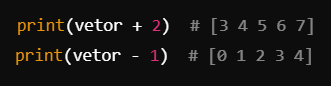 print(vetor + 2)  # [3 4 5 6 7]
print(vetor - 1)  # [0 1 2 3 4]